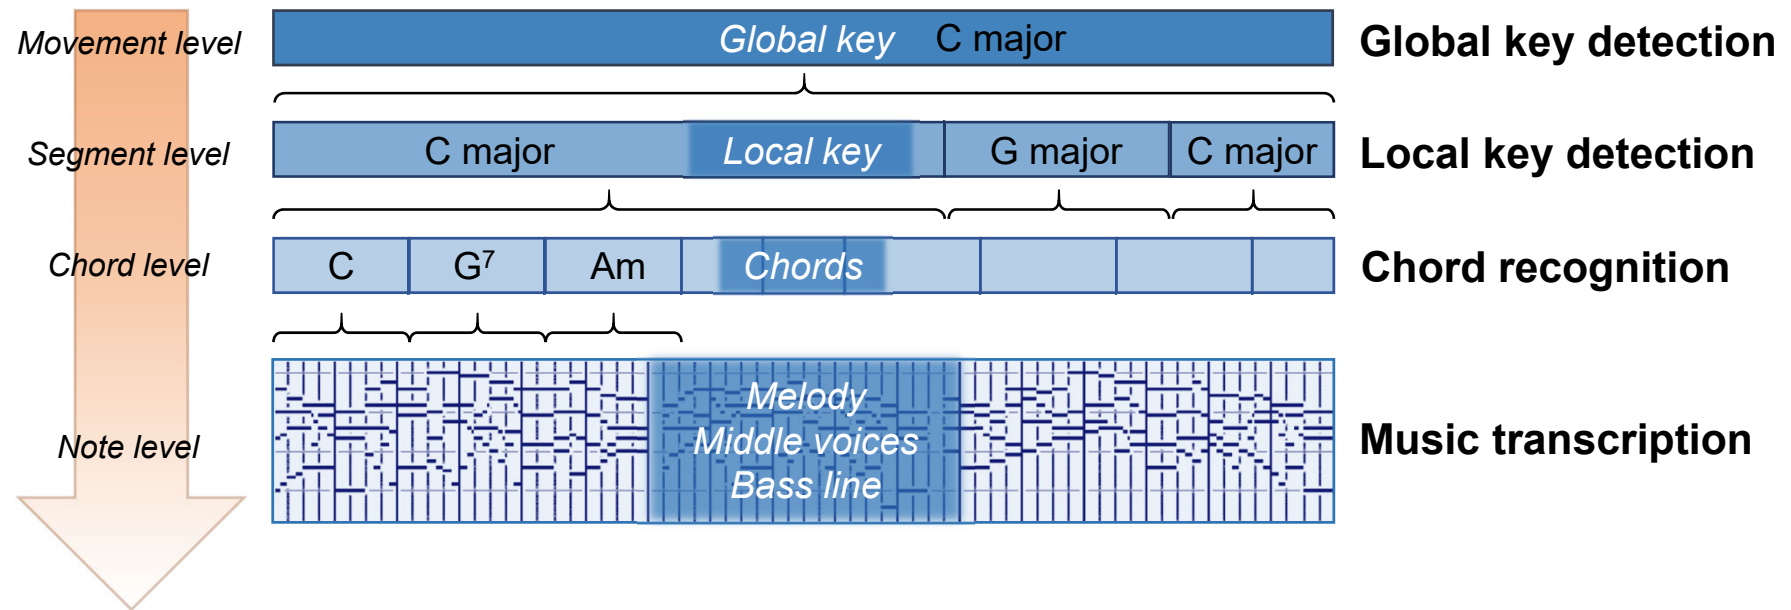 Movement level
Global key C major
Global key detection
Segment level
C major Local key G major C major
Local key detection
Chord level
C G⁷ Am Chords
Chord recognition
Note level
Melody
Middle voices
Bass line
Music transcription